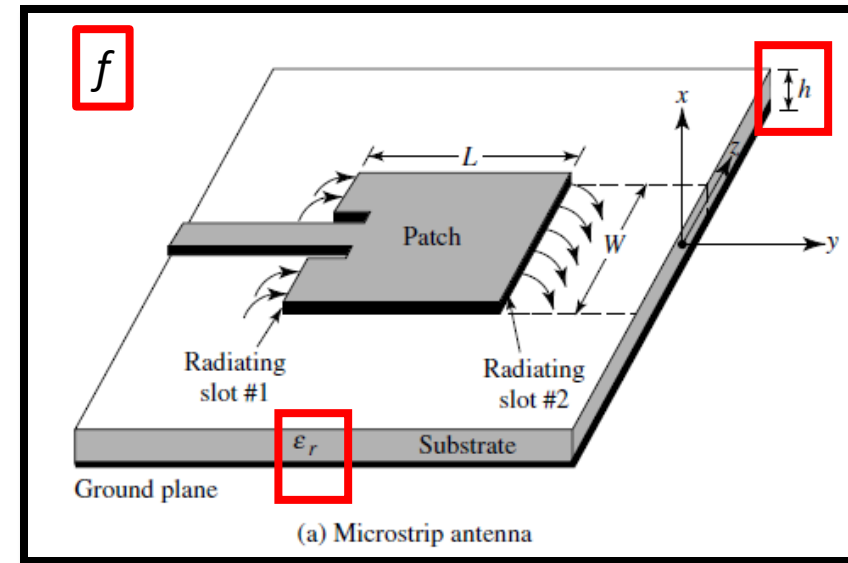 f
h
x
z
L
Patch
W
y
Radiating
slot #1
Radiating
slot #2
εr
Substrate
Ground plane
(a) Microstrip antenna